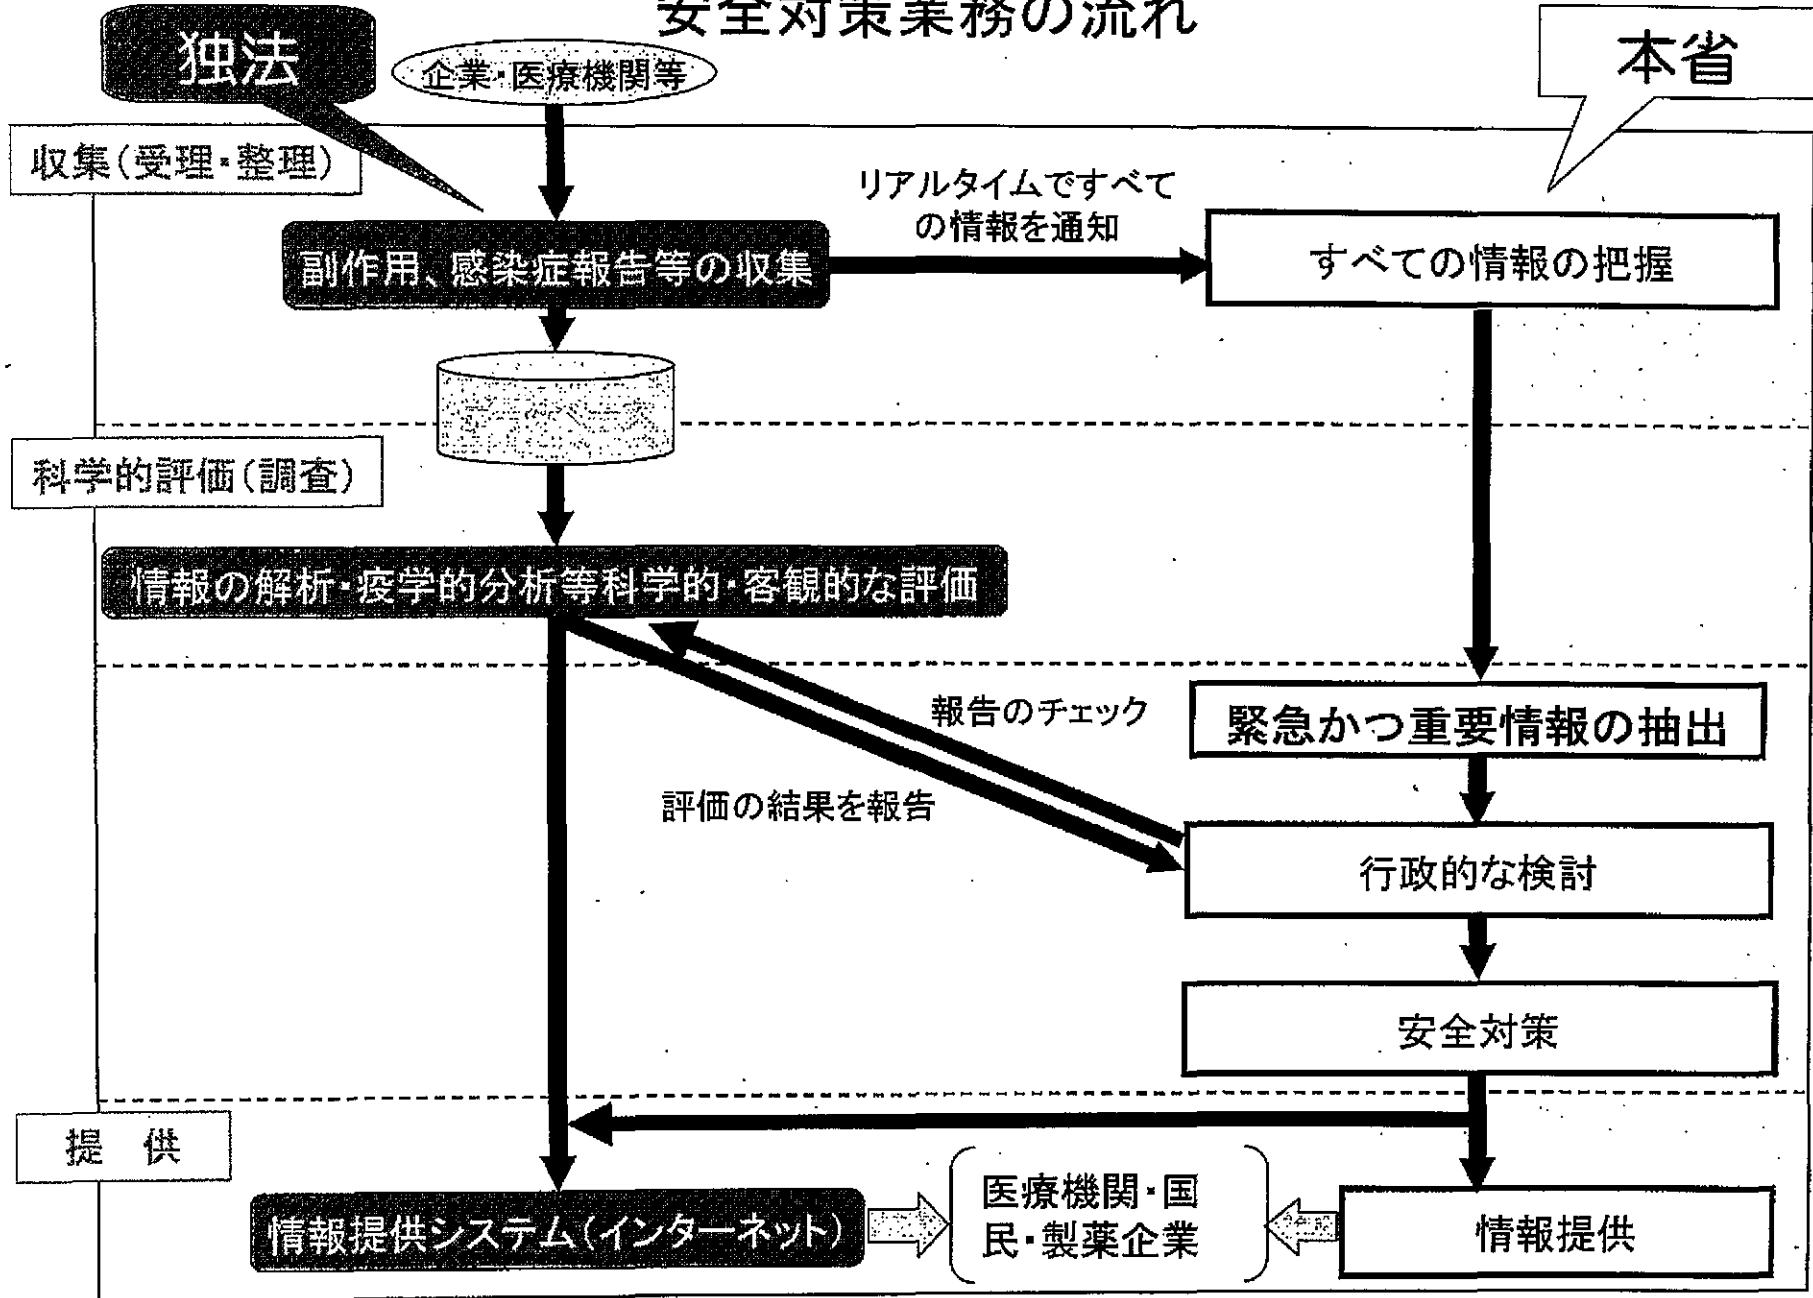 安全対策業務の流れ
独法
企業・医療機関等
本省
収集(受理・整理)
リアルタイムですべて
の情報を通知
副作用、感染症報告等の収集
すべての情報の把握
データベース
科学的評価(調査)
情報の解析・疫学的分析等科学的・客観的な評価
報告のチェック
緊急かつ重要情報の抽出
評価の結果を報告
行政的な検討
安全対策
提 供
医療機関・国
民・製薬企業
情報提供システム(インターネット)
情報提供